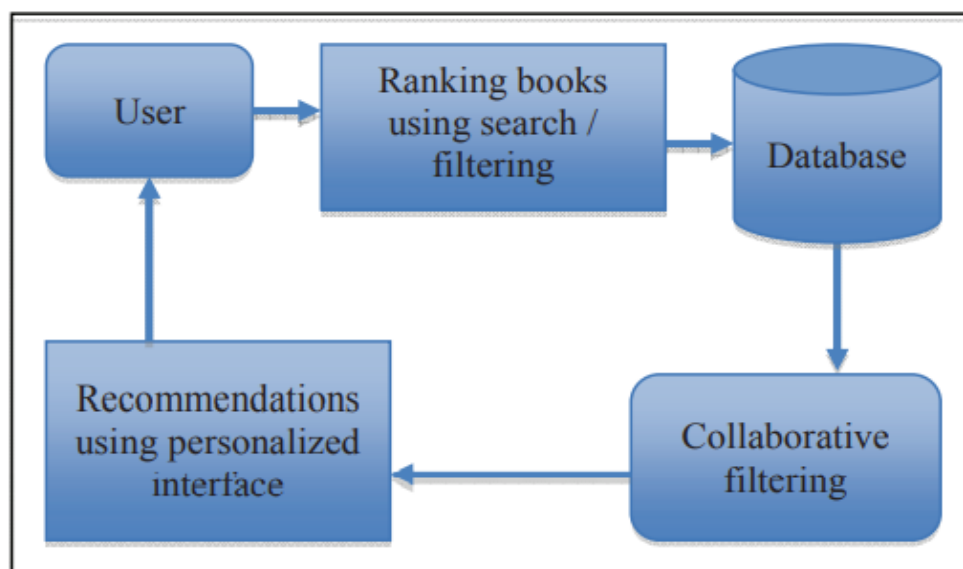 User
Ranking books
using search /
filtering
Database
Recommendations
using personalized
interface
Collaborative
filtering